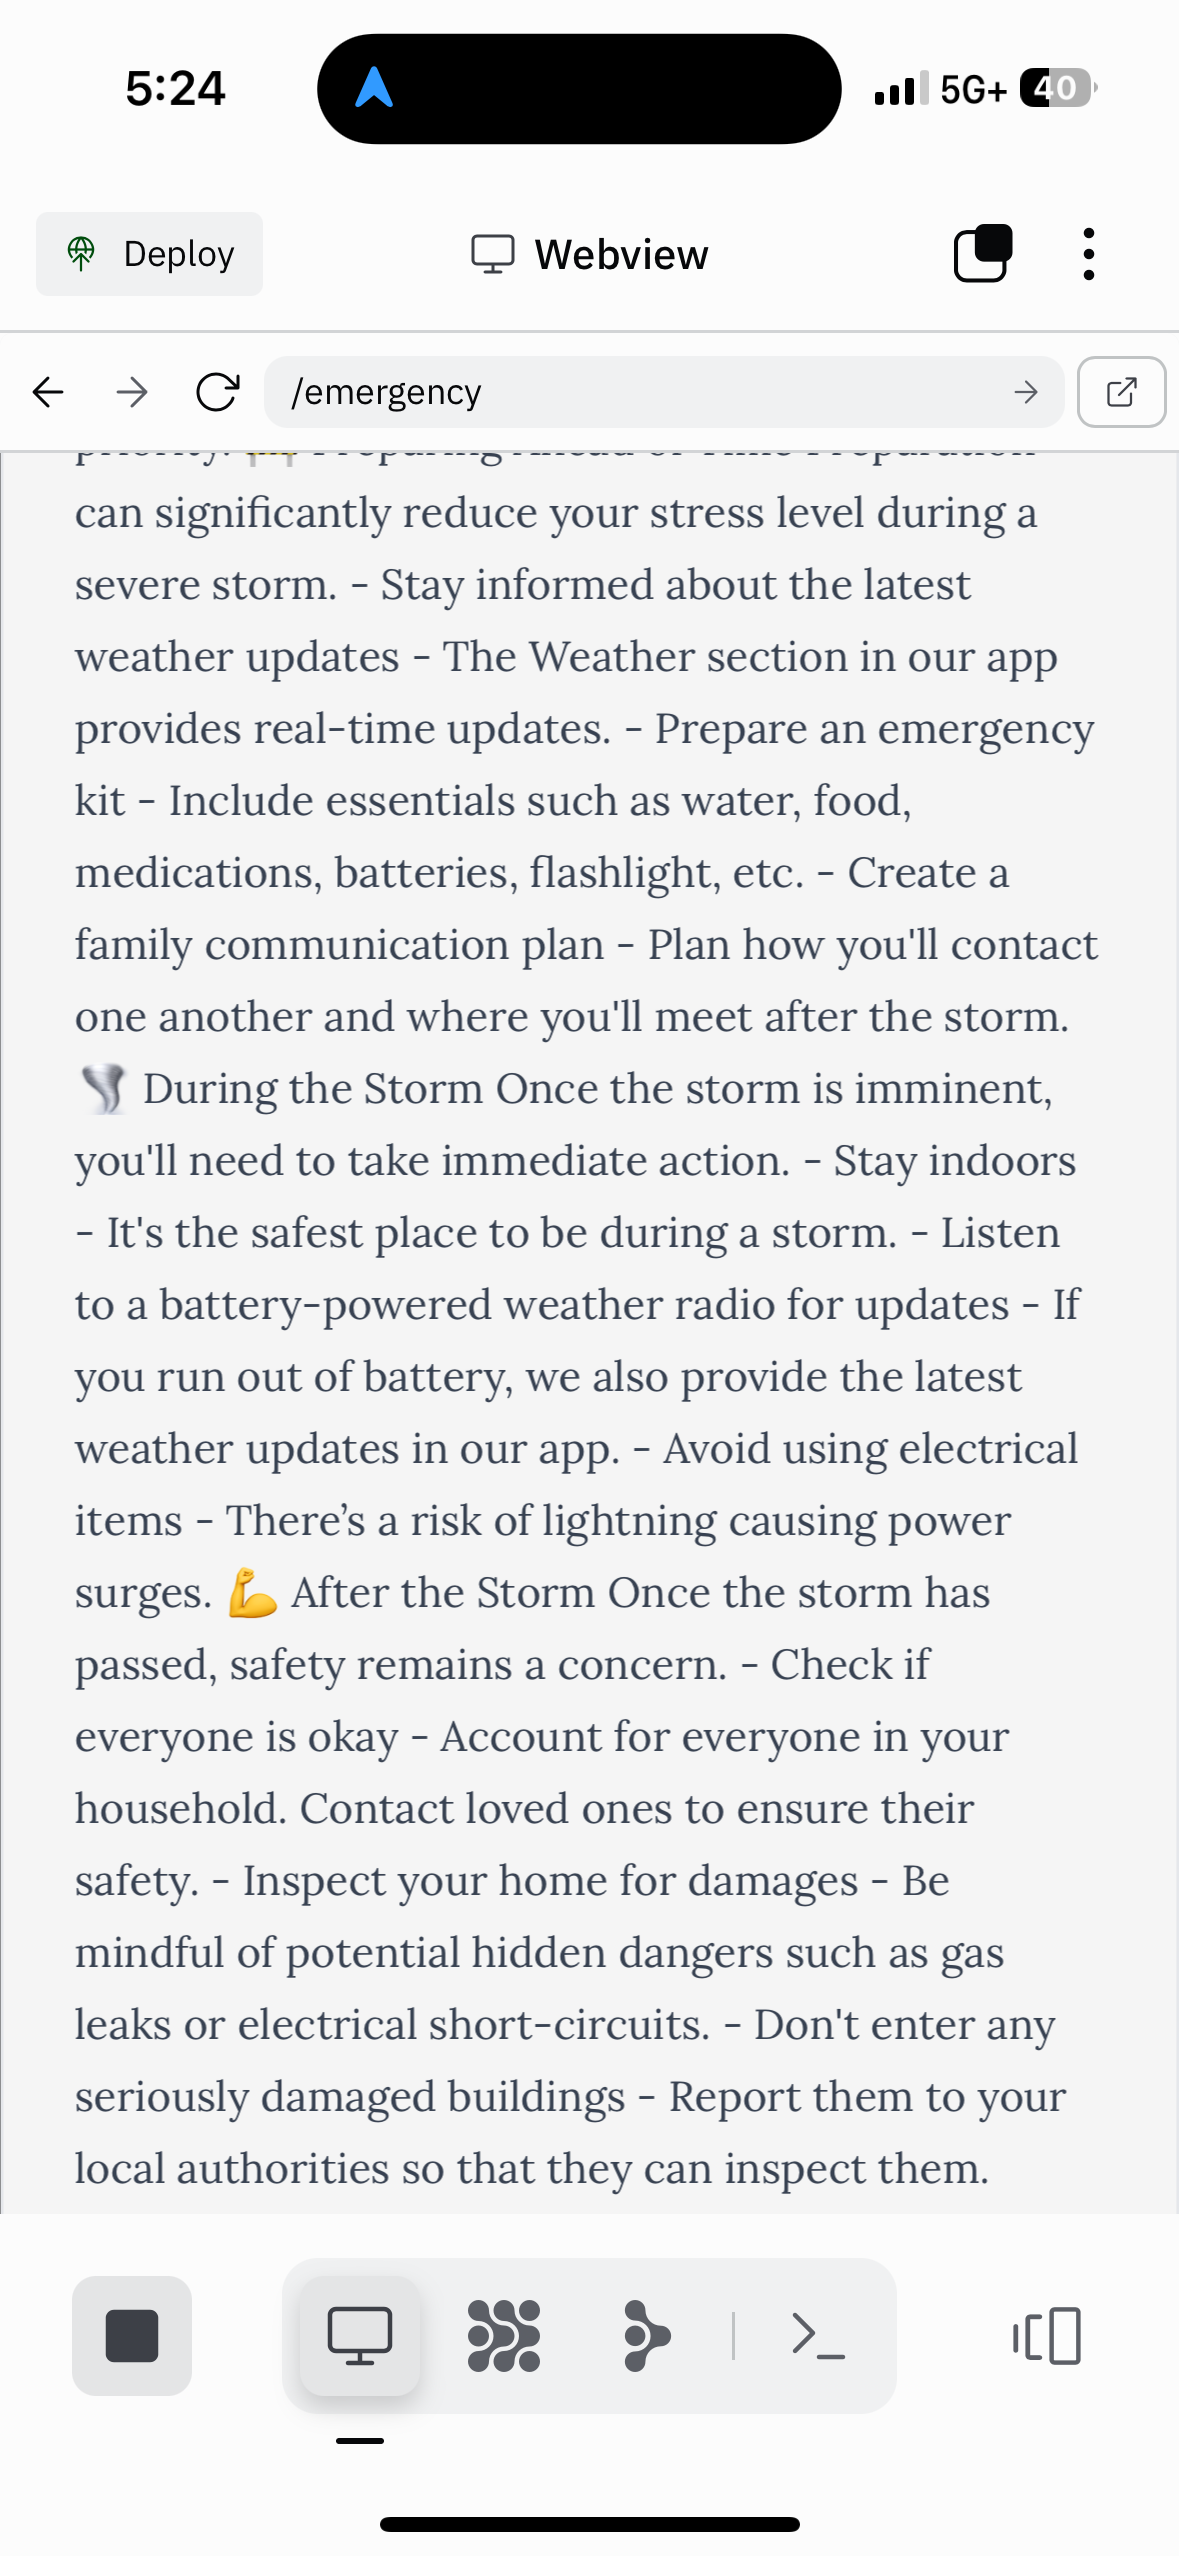 5:24
5G+ 40
Deploy
Webview
/emergency
priority. 🚧 Preparing Ahead of Time Preparation
can significantly reduce your stress level during a
severe storm. - Stay informed about the latest
weather updates - The Weather section in our app
provides real-time updates. - Prepare an emergency
kit - Include essentials such as water, food,
medications, batteries, flashlight, etc. - Create a
family communication plan - Plan how you'll contact
one another and where you'll meet after the storm.
🌪️ During the Storm Once the storm is imminent,
you'll need to take immediate action. - Stay indoors
- It's the safest place to be during a storm. - Listen
to a battery-powered weather radio for updates - If
you run out of battery, we also provide the latest
weather updates in our app. - Avoid using electrical
items - There’s a risk of lightning causing power
surges. 💪 After the Storm Once the storm has
passed, safety remains a concern. - Check if
everyone is okay - Account for everyone in your
household. Contact loved ones to ensure their
safety. - Inspect your home for damages - Be
mindful of potential hidden dangers such as gas
leaks or electrical short-circuits. - Don't enter any
seriously damaged buildings - Report them to your
local authorities so that they can inspect them.